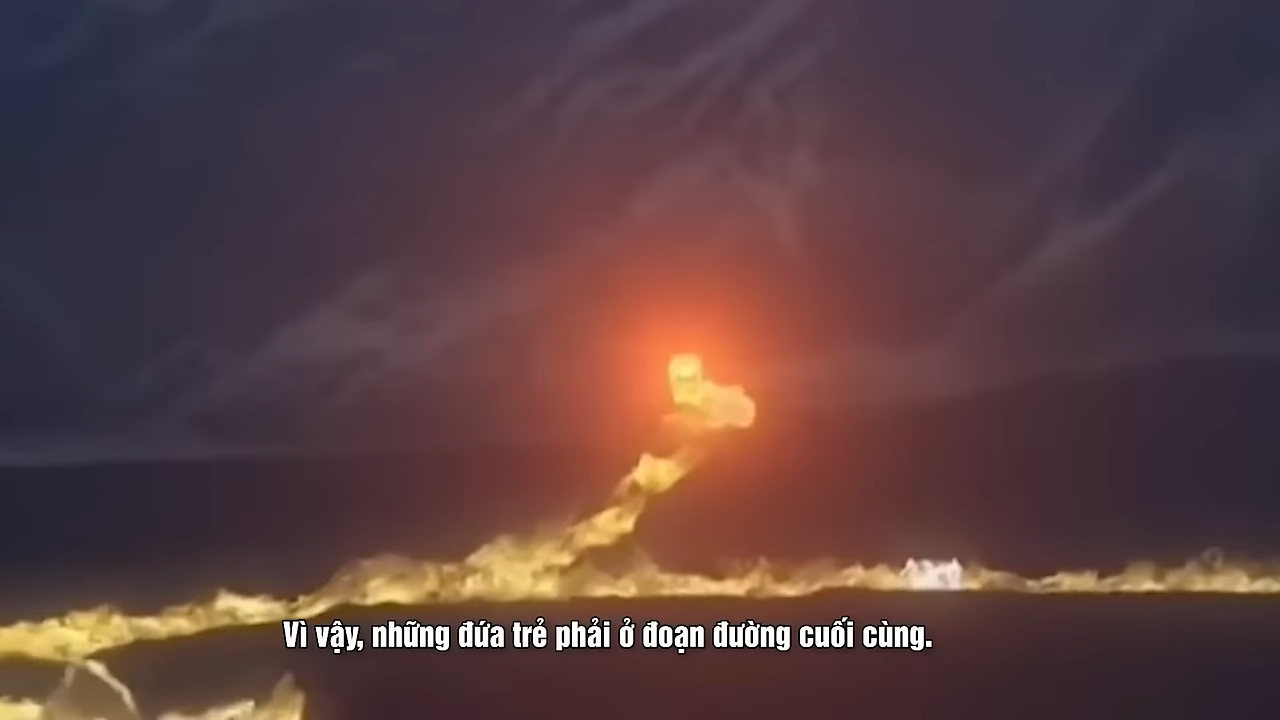 Vì vậy, những đứa trẻ phải ở đoạn đường cuối cùng.